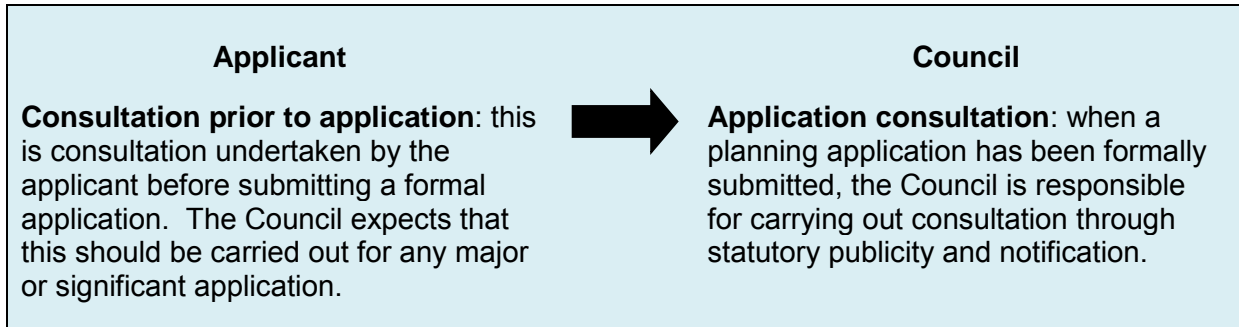 Applicant
Consultation prior to application: this
is consultation undertaken by the
applicant before submitting a formal
application.  The Council expects that
this should be carried out for any major
or significant application.
Council
Application consultation: when a
planning application has been formally
submitted, the Council is responsible
for carrying out consultation through
statutory publicity and notification.